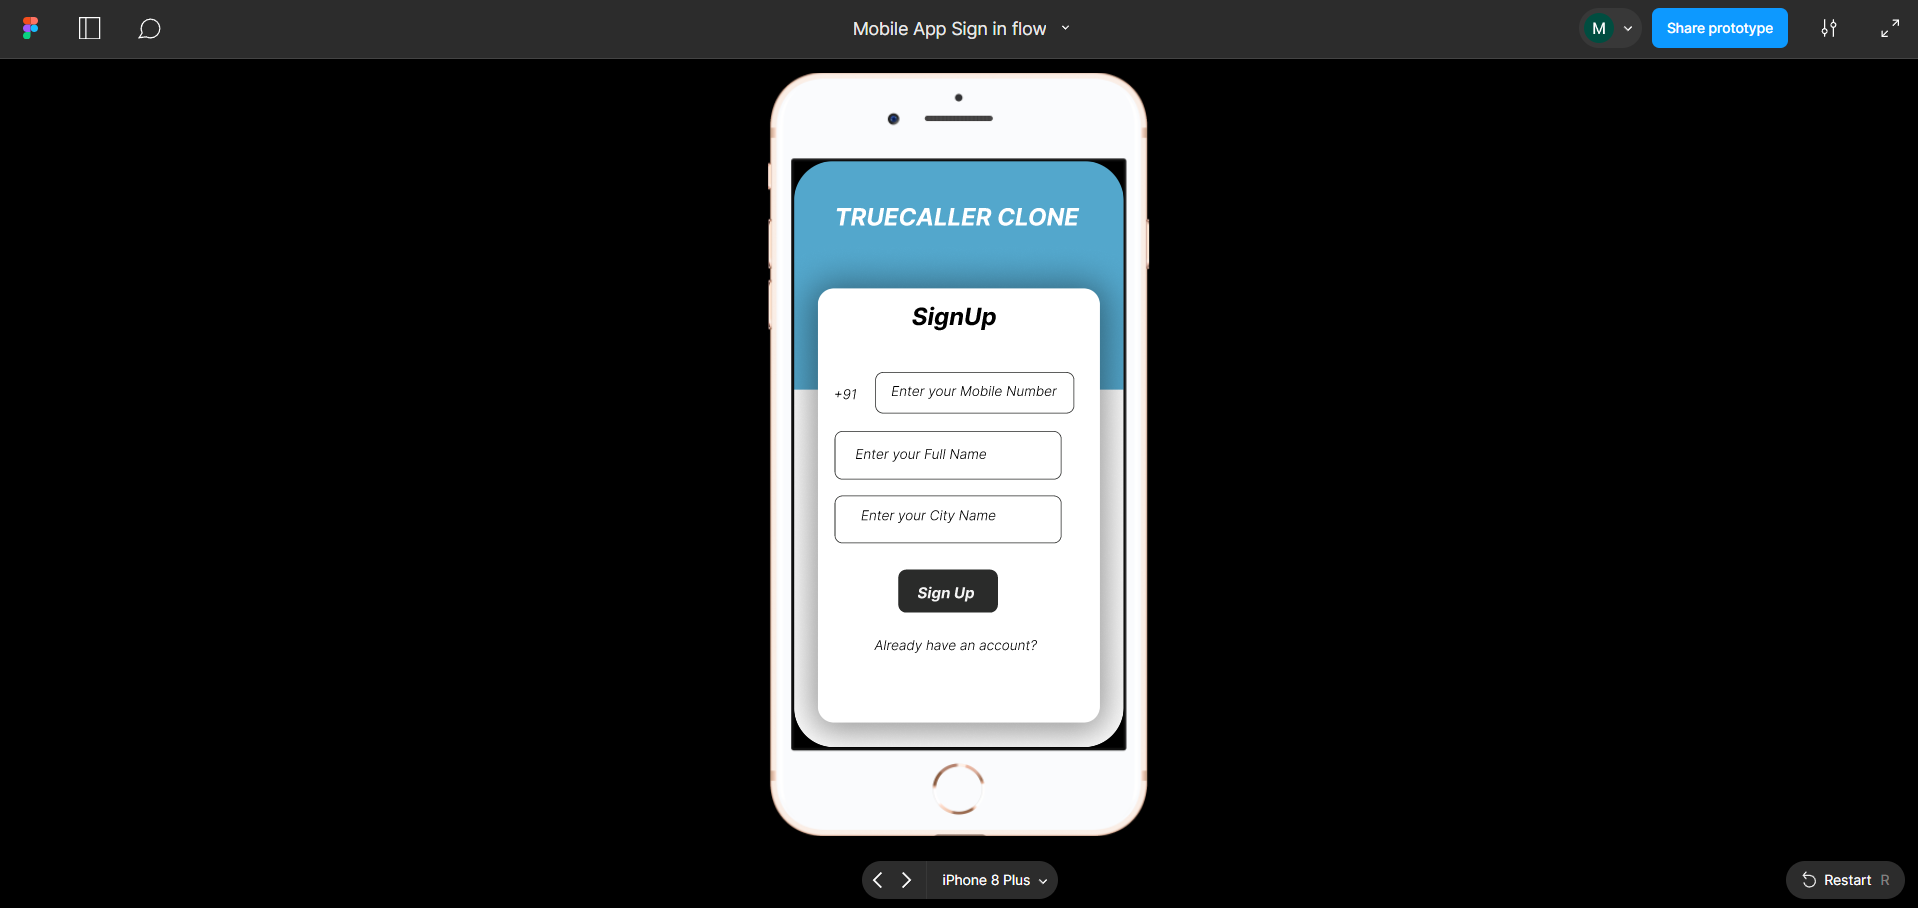 Mobile App Sign in flow
M
Share prototype
TRUECALLER CLONE
SignUp
+91
Enter your Mobile Number
Enter your Full Name
Enter your City Name
Sign Up
Already have an account?
iPhone 8 Plus
Restart R